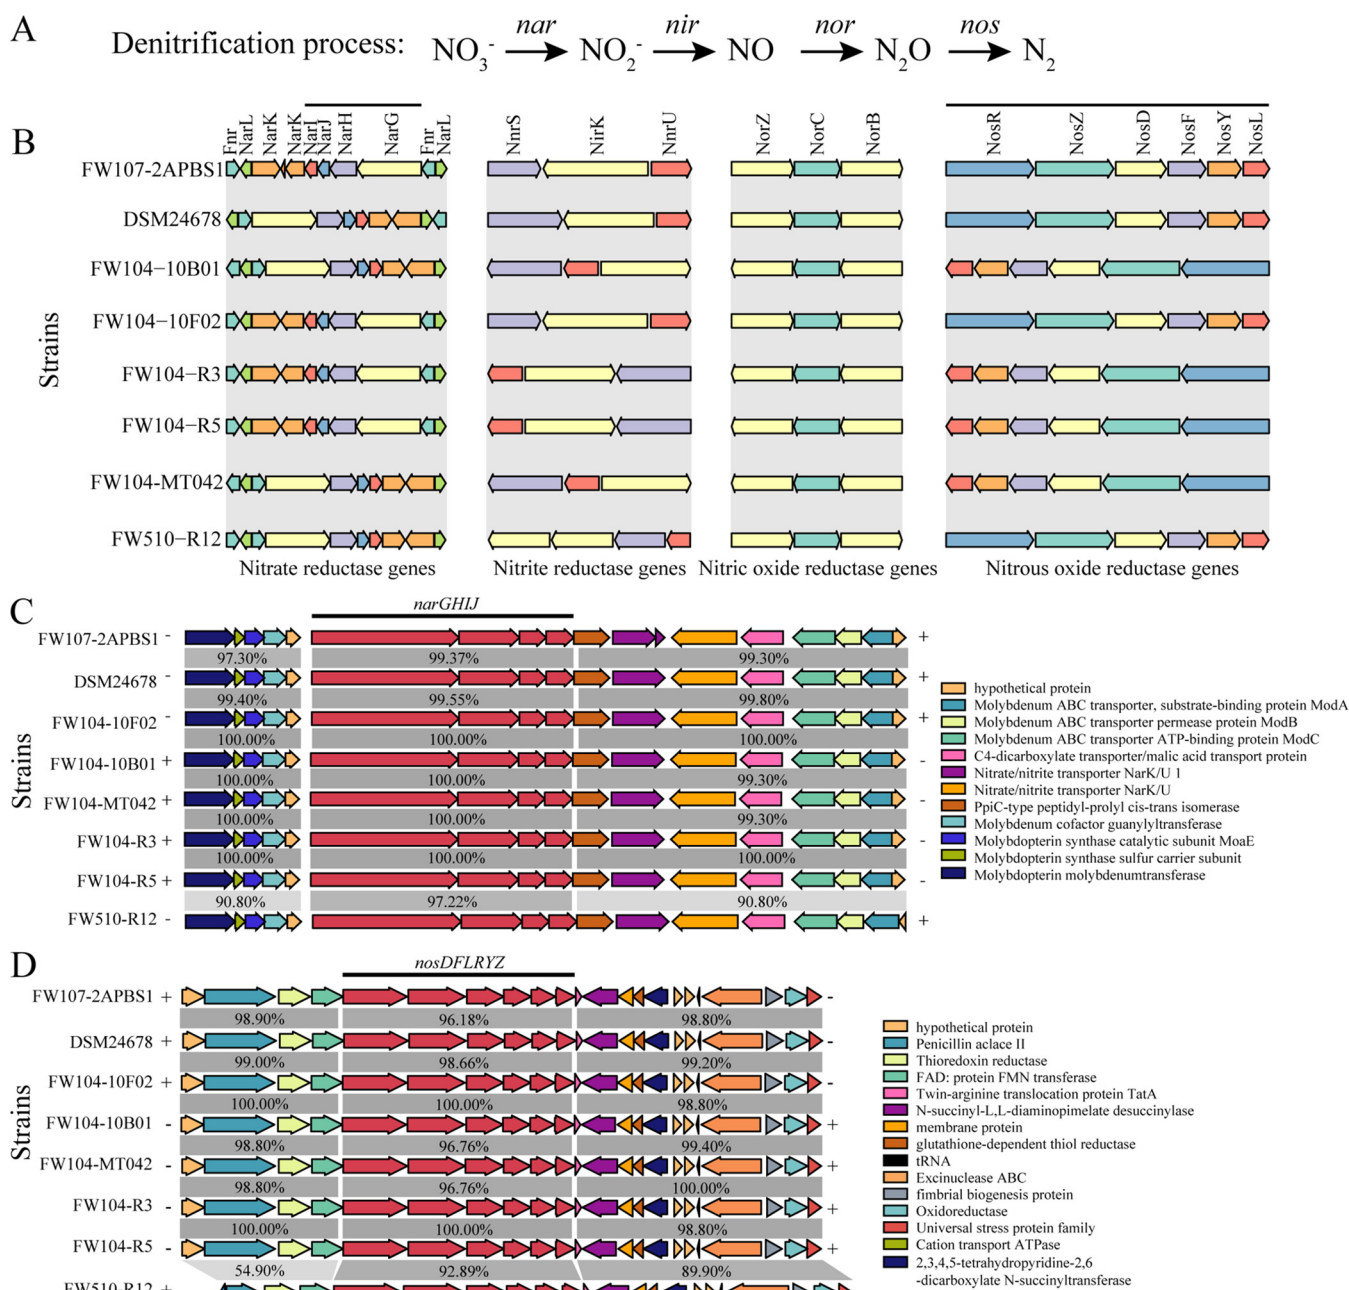 A
Denitrification process: NO3- nar NO2- nir NO nor N2O nos N2
B
Fnr NarL NarK NarK NarI NarJ NarH NarG Fnr NarL NnrS NirK NnrU NorZ NorC NorB NosR NosZ NosD NosF NosY NosL
Strains
FW107-2APBS1
DSM24678
FW104−10B01
FW104−10F02
FW104−R3
FW104−R5
FW104-MT042
FW510−R12
Nitrate reductase genes Nitrite reductase genes Nitric oxide reductase genes Nitrous oxide reductase genes
C
narGHIJ
Strains
FW107-2APBS1 - +
97.30% 99.37% 99.30%
DSM24678 - +
99.40% 99.55% 99.80%
FW104-10F02 - +
100.00% 100.00% 100.00%
FW104-10B01 + -
100.00% 100.00% 99.30%
FW104-MT042 + -
100.00% 100.00% 99.30%
FW104-R3 + -
100.00% 100.00% 100.00%
FW104-R5 + -
90.80% 97.22% 90.80%
FW510-R12 - +
hypothetical protein
Molybdenum ABC transporter, substrate-binding protein ModA
Molybdenum ABC transporter permease protein ModB
Molybdenum ABC transporter ATP-binding protein ModC
C4-dicarboxylate transporter/malic acid transport protein
Nitrate/nitrite transporter NarK/U 1
Nitrate/nitrite transporter NarK/U
PpiC-type peptidyl-prolyl cis-trans isomerase
Molybdenum cofactor guanylyltransferase
Molybdopterin synthase catalytic subunit MoaE
Molybdopterin synthase sulfur carrier subunit
Molybdopterin molybdenumtransferase
D
nosDFLRYZ
Strains
FW107-2APBS1 + -
98.90% 96.18% 98.80%
DSM24678 + -
99.00% 98.66% 99.20%
FW104-10F02 + -
100.00% 100.00% 98.80%
FW104-10B01 - +
98.80% 96.76% 99.40%
FW104-MT042 - +
98.80% 96.76% 100.00%
FW104-R3 - +
100.00% 100.00% 98.80%
FW104-R5 - +
54.90% 92.89% 89.90%
FW510-R12 +
hypothetical protein
Penicillin aclace II
Thioredoxin reductase
FAD: protein FMN transferase
Twin-arginine translocation protein TatA
N-succinyl-L,L-diaminopimelate desuccinylase
membrane protein
glutathione-dependent thiol reductase
tRNA
Excinuclease ABC
fimbrial biogenesis protein
Oxidoreductase
Universal stress protein family
Cation transport ATPase
2,3,4,5-tetrahydropyridine-2,6
-dicarboxylate N-succinyltransferase